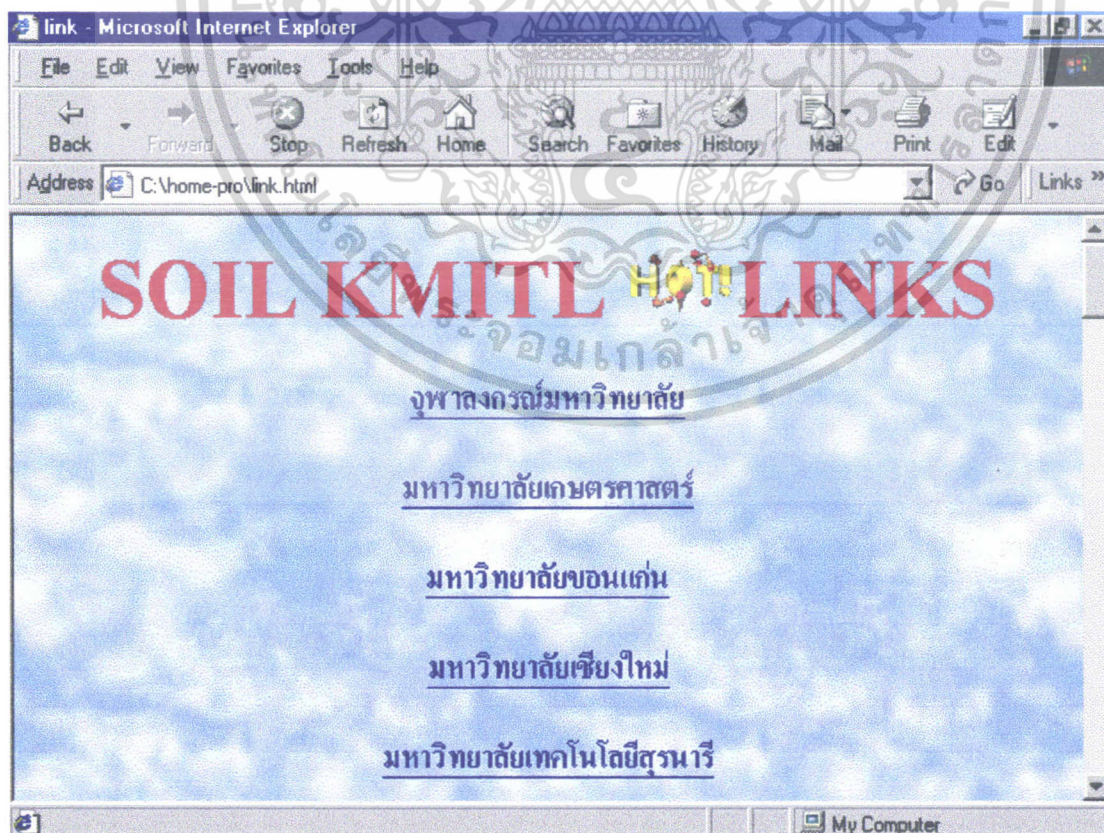 link - Microsoft Internet Explorer
File Edit View Favorites Tools Help
Back Forward Stop Refresh Home Search Favorites History Mail Print Edit
Address C:\home-pro\link.html Go Links »
SOIL KMITL HOT! LINKS
จุฬาลงกรณ์มหาวิทยาลัย
มหาวิทยาลัยเกษตรศาสตร์
มหาวิทยาลัยขอนแก่น
มหาวิทยาลัยเชียงใหม่
มหาวิทยาลัยเทคโนโลยีสุรนารี
My Computer